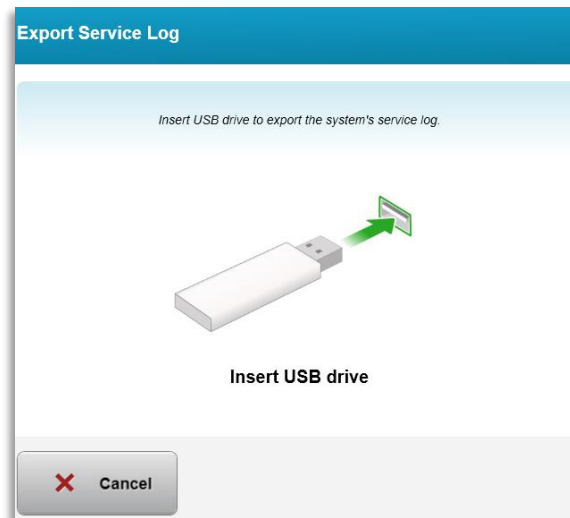 Export Service Log
Insert USB drive to export the system's service log.
Insert USB drive
Cancel